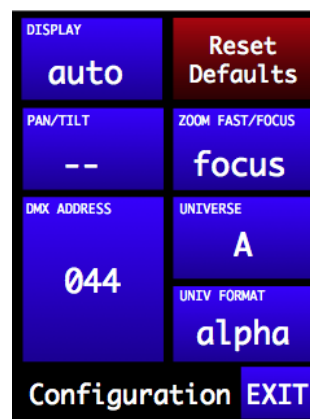 DISPLAY
auto
Reset
Defaults
PAN/TILT
--
ZOOM FAST/FOCUS
focus
DMX ADDRESS
044
UNIVERSE
A
UNIV FORMAT
alpha
Configuration EXIT